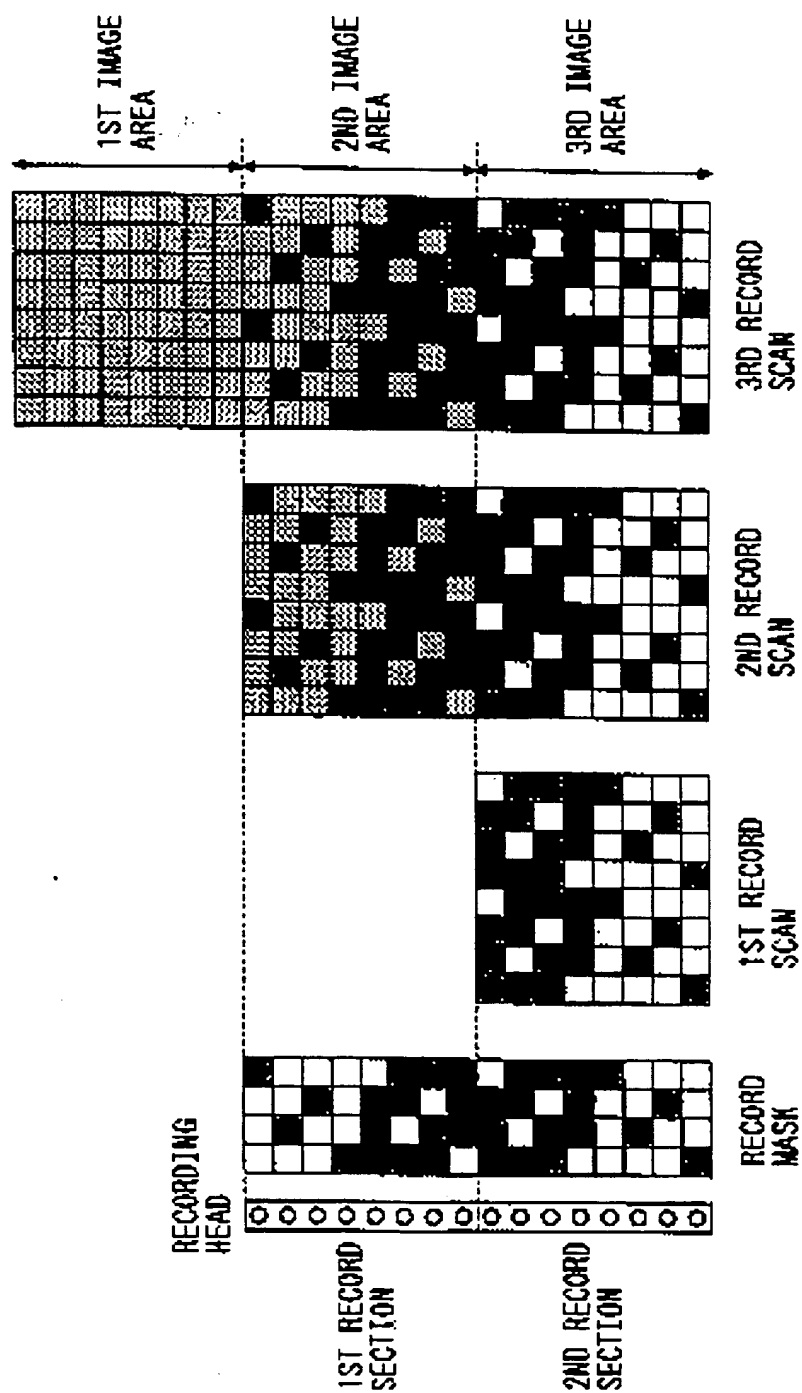 1ST IMAGE
AREA
2ND IMAGE
AREA
3RD IMAGE
AREA
3RD RECORD
SCAN
2ND RECORD
SCAN
1ST RECORD
SCAN
RECORD
MASK
RECORDING
HEAD
1ST RECORD
SECTION
2ND RECORD
SECTION